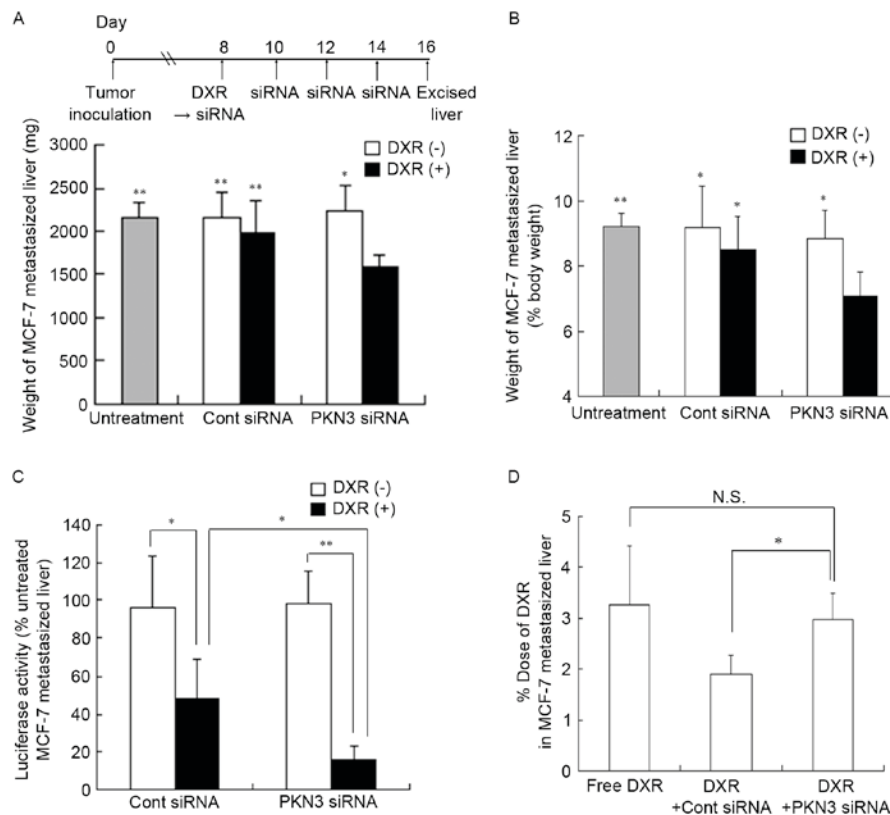 A
Day
0 8 10 12 14 16
Tumor inoculation
DXR → siRNA
siRNA
siRNA
siRNA
Excised liver
Weight of MCF-7 metastasized liver (mg)
3000
2500
2000
1500
1000
500
0
DXR (-)
DXR (+)
**
**
**
*
Untreatment Cont siRNA PKN3 siRNA
B
Weight of MCF-7 metastasized liver
(% body weight)
12
10
8
6
4
DXR (-)
DXR (+)
**
*
*
*
Untreatment Cont siRNA PKN3 siRNA
C
Luciferase activity (% untreated
MCF-7 metastasized liver)
140
120
100
80
60
40
20
0
DXR (-)
DXR (+)
*
*
**
Cont siRNA PKN3 siRNA
D
% Dose of DXR
in MCF-7 metastasized liver
5
4
3
2
1
0
N.S.
*
Free DXR
DXR
+Cont siRNA
DXR
+PKN3 siRNA